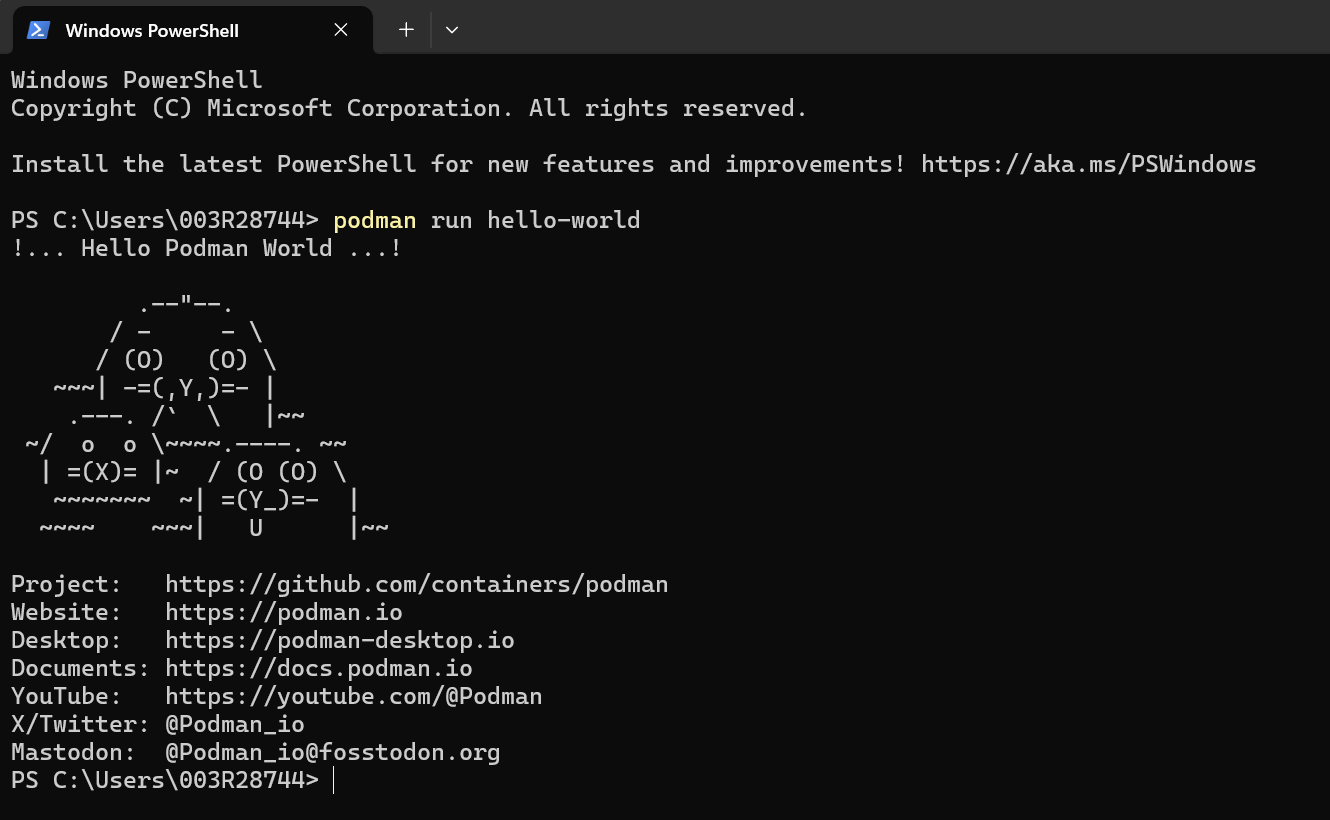 Windows PowerShell
Windows PowerShell
Copyright (C) Microsoft Corporation. All rights reserved.

Install the latest PowerShell for new features and improvements! https://aka.ms/PSWindows

PS C:\Users\003R28744> podman run hello-world
!... Hello Podman World ...!

         .--"--.
       / -     - \
      / (O)   (O) \
   ~~~| -=(,Y,)=- |
    .---. /`  \   |~~
 ~/  o  o \~~~~.----. ~~
  | =(X)= |~  / (O (O) \
   ~~~~~~~  ~| =(Y_)=-  |
  ~~~~    ~~~|   U      |~~

Project:   https://github.com/containers/podman
Website:   https://podman.io
Desktop:   https://podman-desktop.io
Documents: https://docs.podman.io
YouTube:   https://youtube.com/@Podman
X/Twitter: @Podman_io
Mastodon:  @Podman_io@fosstodon.org
PS C:\Users\003R28744>